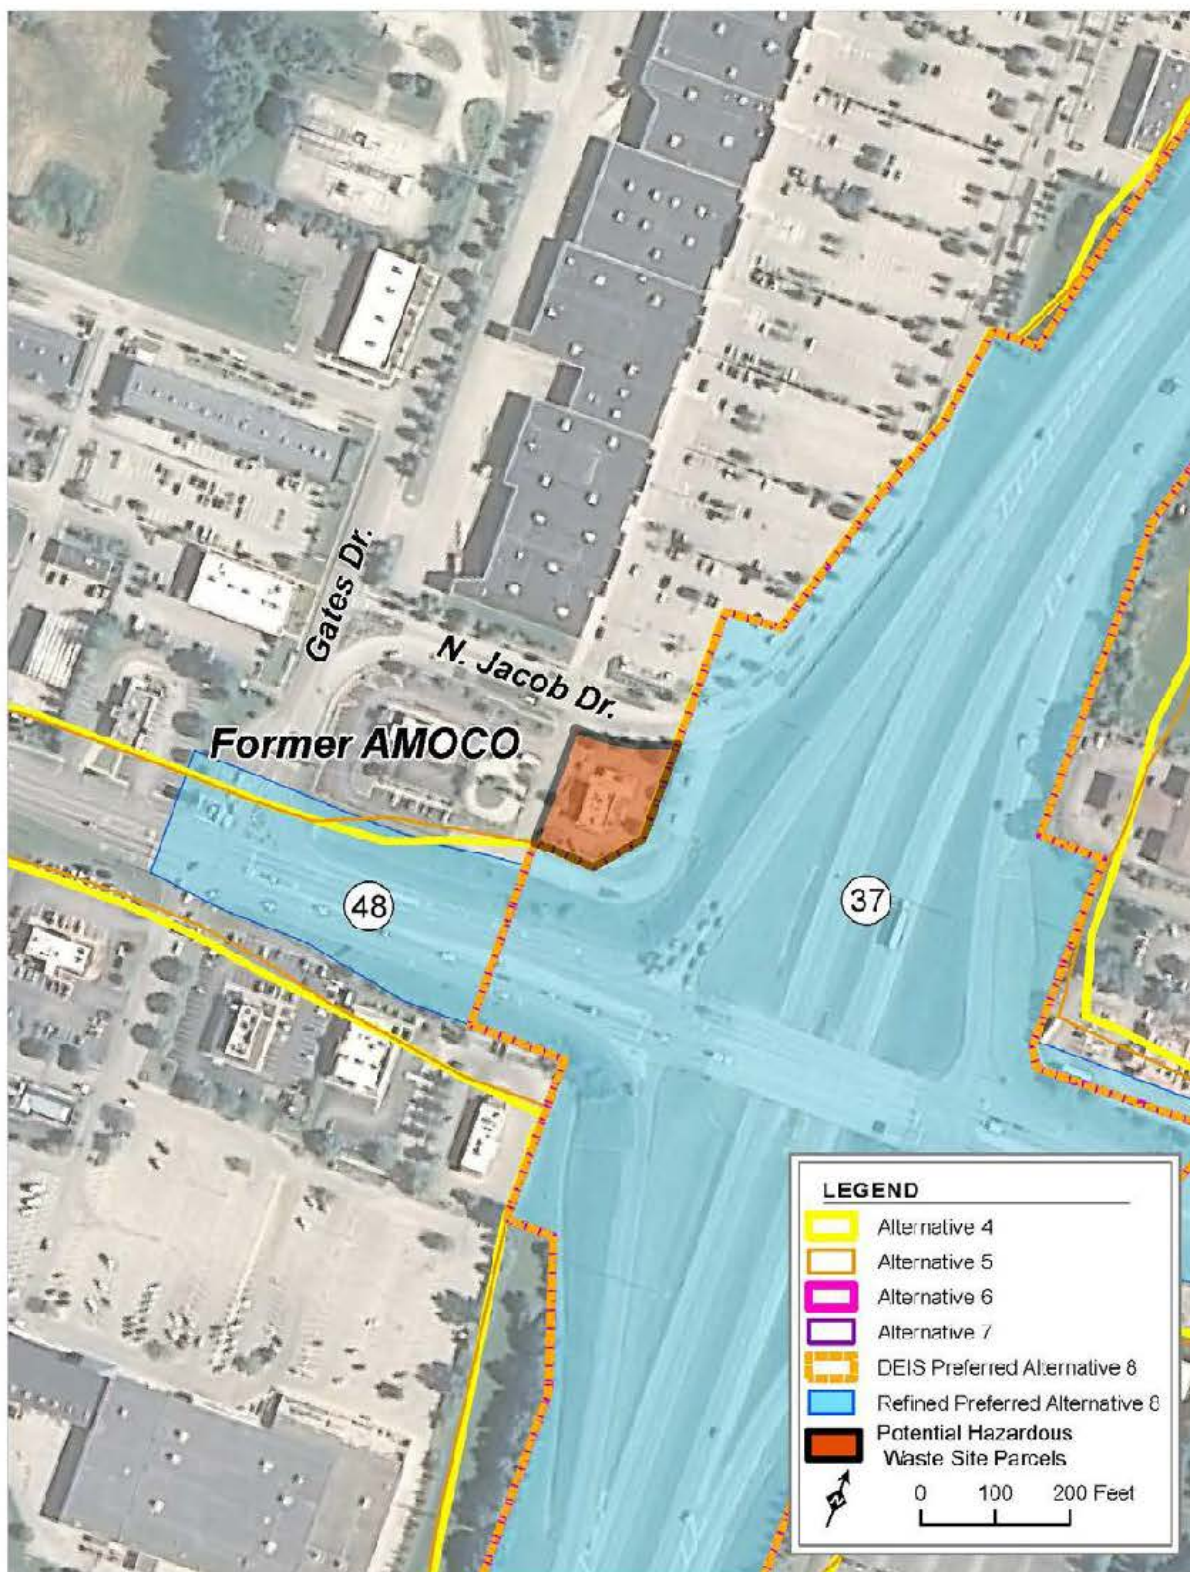 Gates Dr.
N. Jacob Dr.
Former AMOCO
48
37
LEGEND
Alternative 4
Alternative 5
Alternative 6
Alternative 7
DEIS Preferred Alternative 8
Refined Preferred Alternative 8
Potential Hazardous
Waste Site Parcels
N
0 100 200 Feet